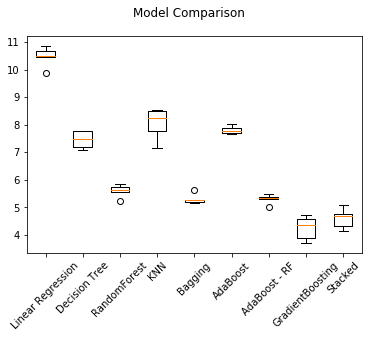 Model Comparison
11
10
9
8
7
6
5
4
Linear Regression
Decision Tree
RandomForest
KNN
Bagging
AdaBoost
AdaBoost - RF
GradientBoosting
Stacked